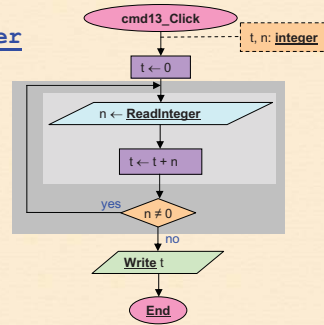 er
cmd13_Click
t, n: integer
t ← 0
n ← ReadInteger
t ← t + n
yes
n ≠ 0
no
Write t
End